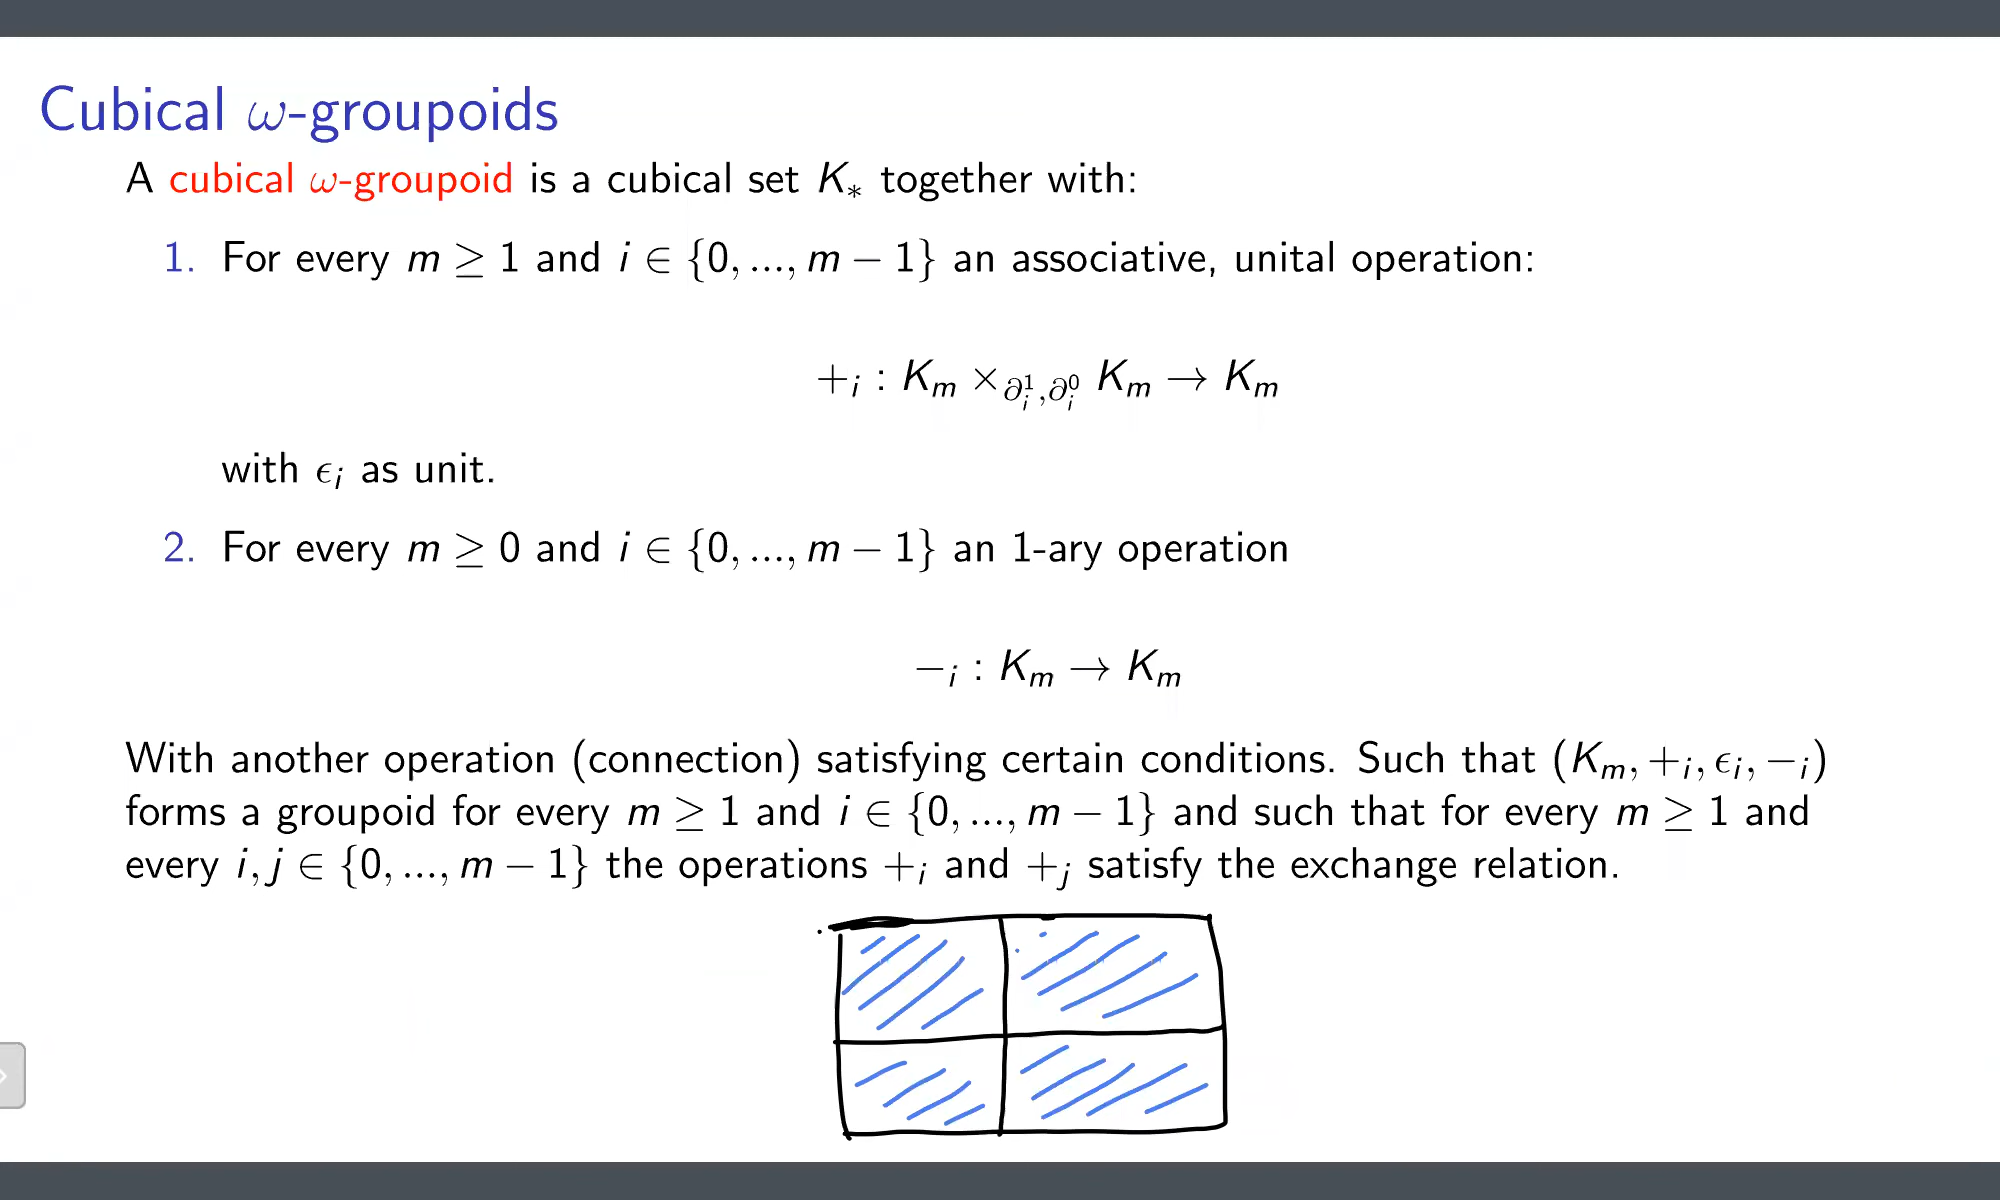 Cubical ω-groupoids
A cubical ω-groupoid is a cubical set K∗ together with:
1. For every m ≥ 1 and i ∈ {0, ..., m − 1} an associative, unital operation:
+ᵢ : Kₘ ×_{∂ᵢ¹,∂ᵢ⁰} Kₘ → Kₘ
with ϵᵢ as unit.
2. For every m ≥ 0 and i ∈ {0, ..., m − 1} an 1-ary operation
−ᵢ : Kₘ → Kₘ
With another operation (connection) satisfying certain conditions. Such that (Kₘ, +ᵢ, ϵᵢ, −ᵢ)
forms a groupoid for every m ≥ 1 and i ∈ {0, ..., m − 1} and such that for every m ≥ 1 and
every i, j ∈ {0, ..., m − 1} the operations +ᵢ and +ⱼ satisfy the exchange relation.